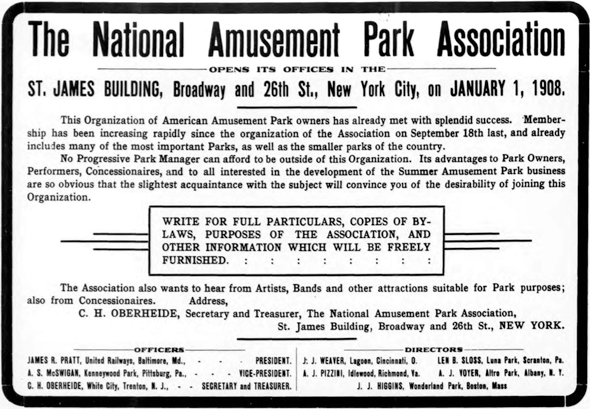 The National Amusement Park Association
OPENS ITS OFFICES IN THE
ST. JAMES BUILDING, Broadway and 26th St., New York City, on JANUARY 1, 1908.
This Organization of American Amusement Park owners has already met with splendid success. Member-
ship has been increasing rapidly since the organization of the Association on September 18th last, and already
includes many of the most important Parks, as well as the smaller parks of the country.
No Progressive Park Manager can afford to be outside of this Organization. Its advantages to Park Owners,
Performers, Concessionaires, and to all interested in the development of the Summer Amusement Park business
are so obvious that the slightest acquaintance with the subject will convince you of the desirability of joining this
Organization.
WRITE FOR FULL PARTICULARS, COPIES OF BY-
LAWS, PURPOSES OF THE ASSOCIATION, AND
OTHER INFORMATION WHICH WILL BE FREELY
FURNISHED. : : : : : : : :
The Association also wants to hear from Artists, Bands and other attractions suitable for Park purposes;
also from Concessionaires. Address,
C. H. OBERHEIDE, Secretary and Treasurer, The National Amusement Park Association,
St. James Building, Broadway and 26th St., NEW YORK.
OFFICERS
JAMES R. PRATT, United Railways, Baltimore, Md., - - - PRESIDENT.
A. S. McSWIGAN, Kenneywood Park, Pittsburg, Pa., - - - VICE-PRESIDENT.
C. H. OBERHEIDE, White City, Trenton, N. J., - - SECRETARY and TREASURER.
DIRECTORS
J. J. WEAVER, Lagoon, Cincinnati, O. LEN B. SLOSS, Luna Park, Scranton, Pa.
A. J. PIZZINI, Idlewood, Richmond, Va. A. J. VOYER, Altro Park, Albany, N. Y.
J. J. HIGGINS, Wonderland Park, Boston, Mass